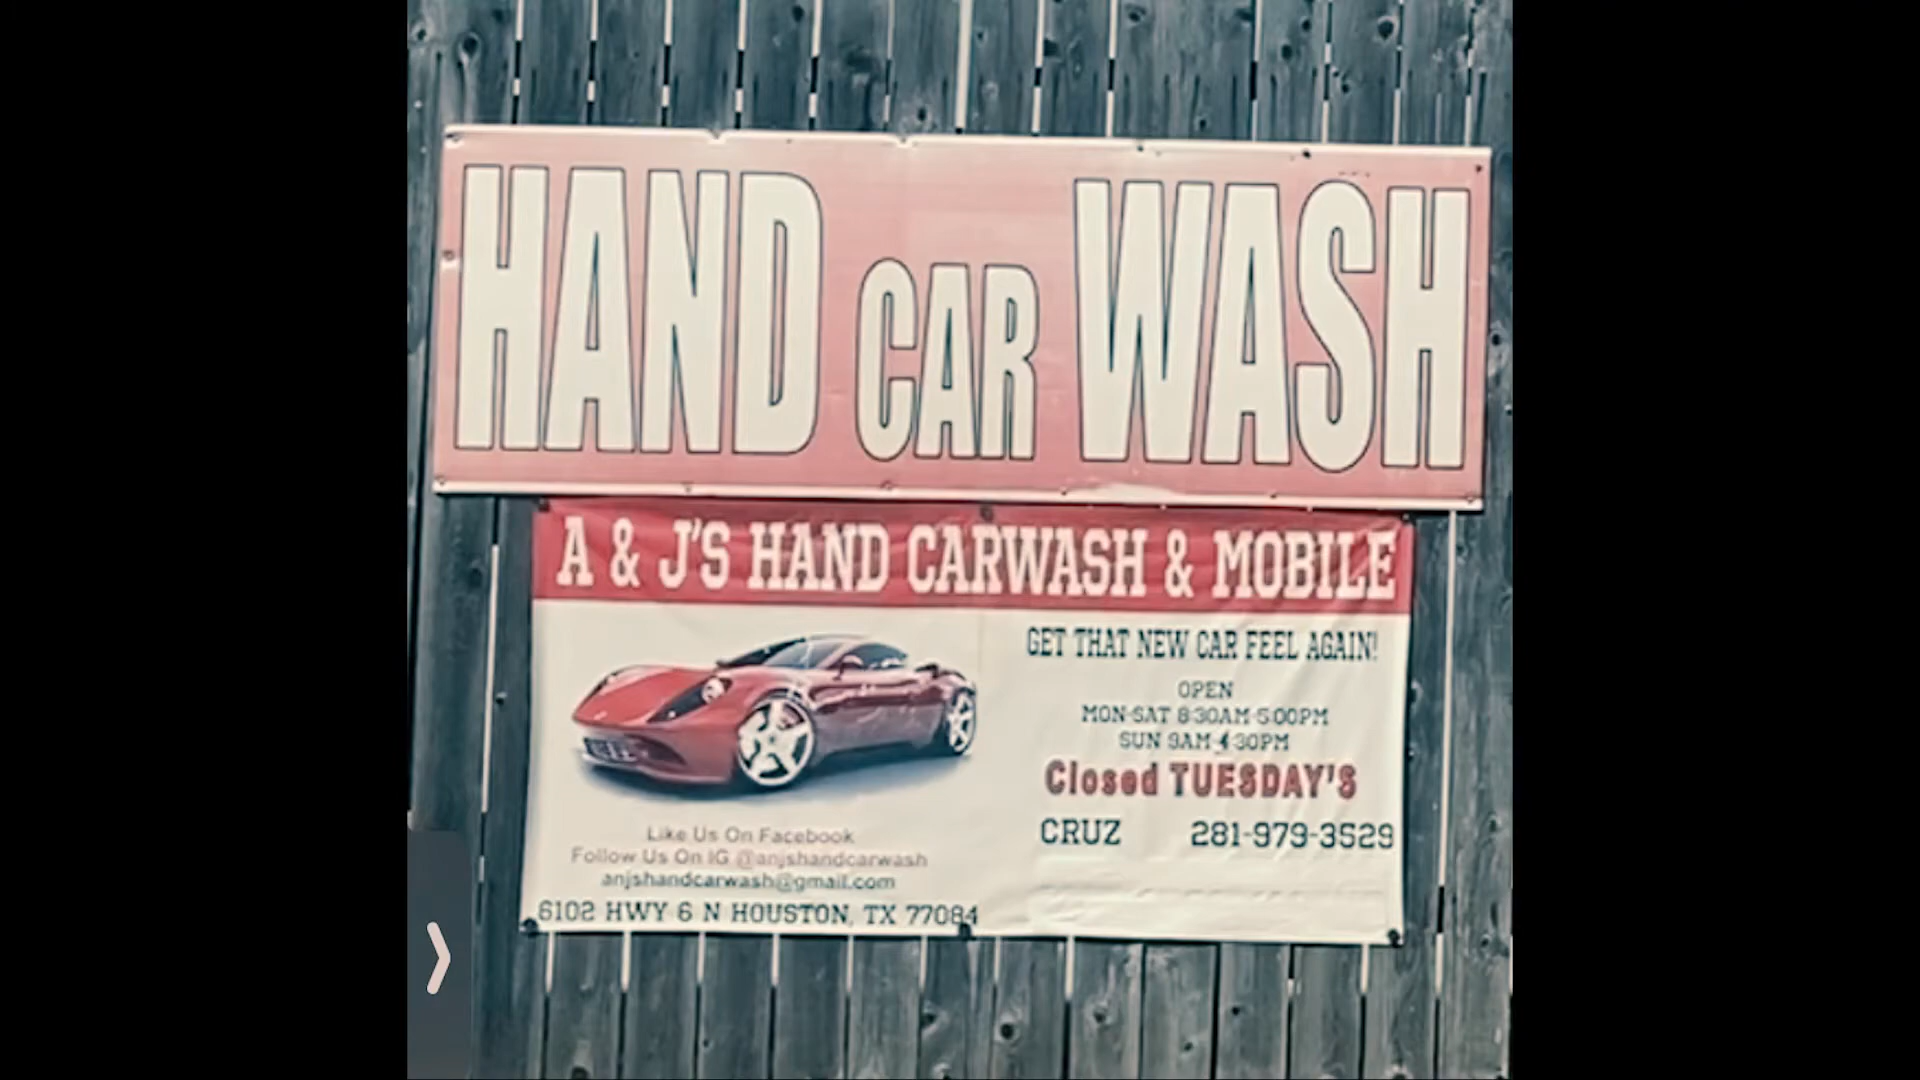 HAND CAR WASH
A & J'S HAND CARWASH & MOBILE
GET THAT NEW CAR FEEL AGAIN!
OPEN
MON-SAT 8:30AM-5:00PM
SUN 9AM-4:30PM
Closed TUESDAY'S
CRUZ 281-979-3529
Like Us On Facebook
Follow Us On IG @anjshandcarwash
anjshandcarwash@gmail.com
6102 HWY 6 N HOUSTON, TX 77084